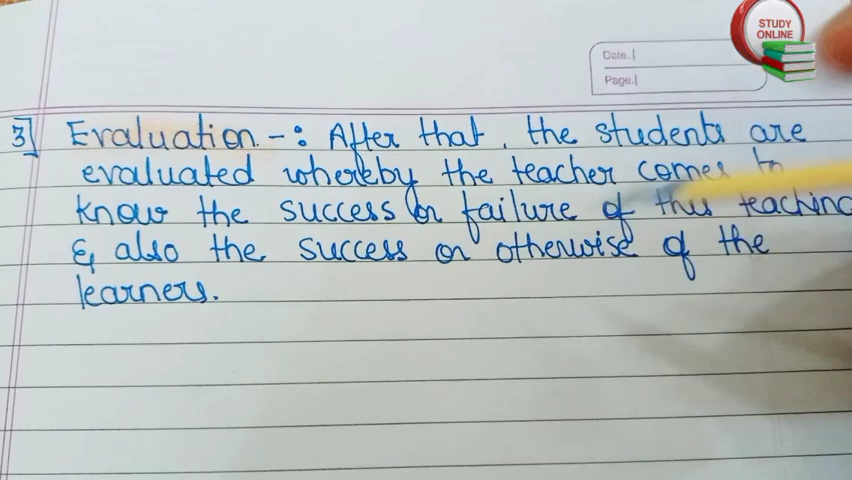 STUDY
ONLINE
Date.
Page.
3] Evaluation -: After that, the students are
evaluated whereby the teacher comes to
know the success or failure of this teaching
& also the success or otherwise of the
learners.